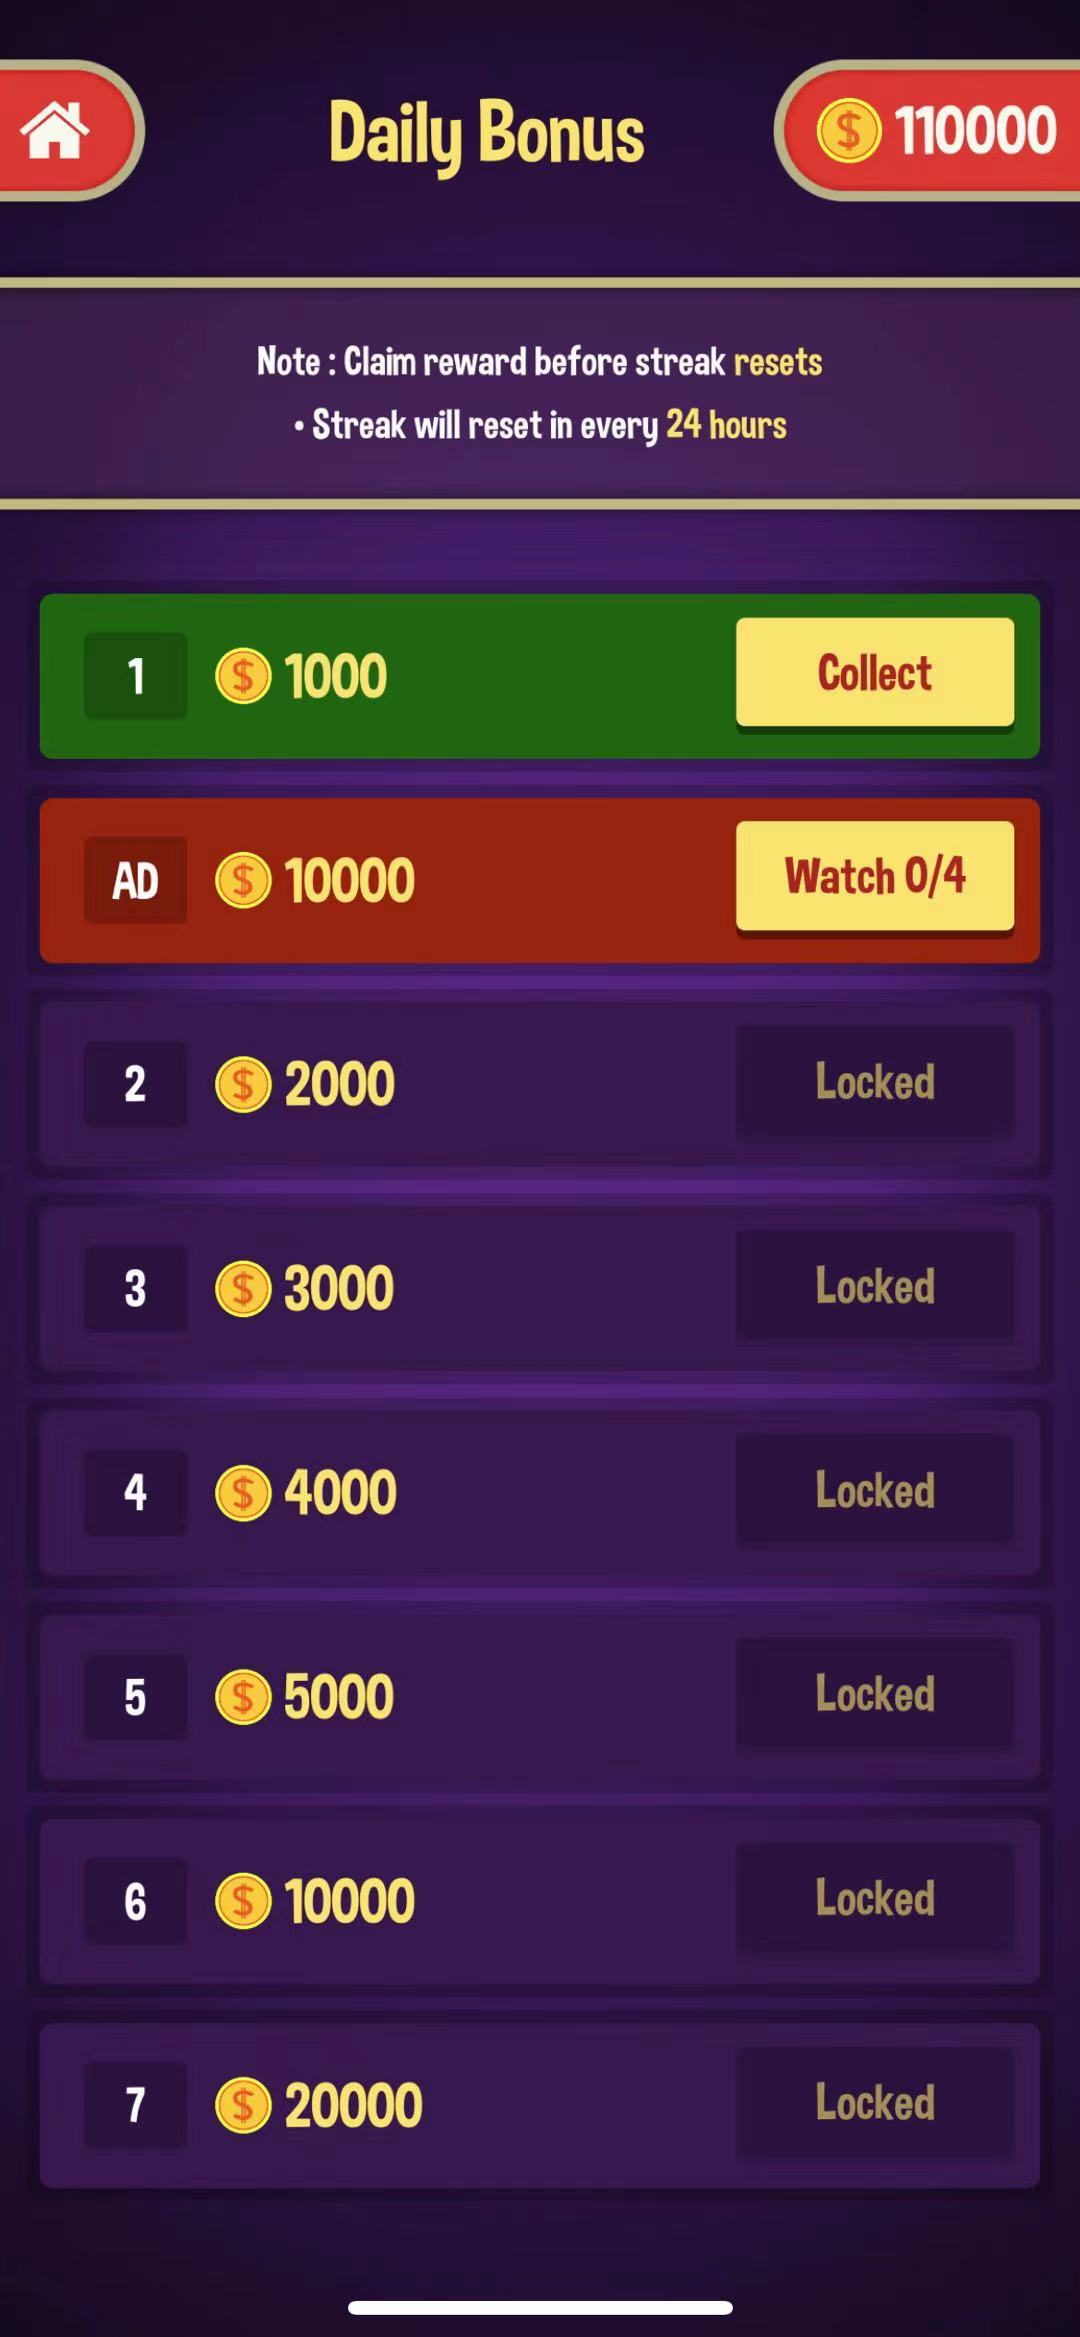 Daily Bonus
$ 110000
Note : Claim reward before streak resets
• Streak will reset in every 24 hours
1 $ 1000 Collect
AD $ 10000 Watch 0/4
2 $ 2000 Locked
3 $ 3000 Locked
4 $ 4000 Locked
5 $ 5000 Locked
6 $ 10000 Locked
7 $ 20000 Locked